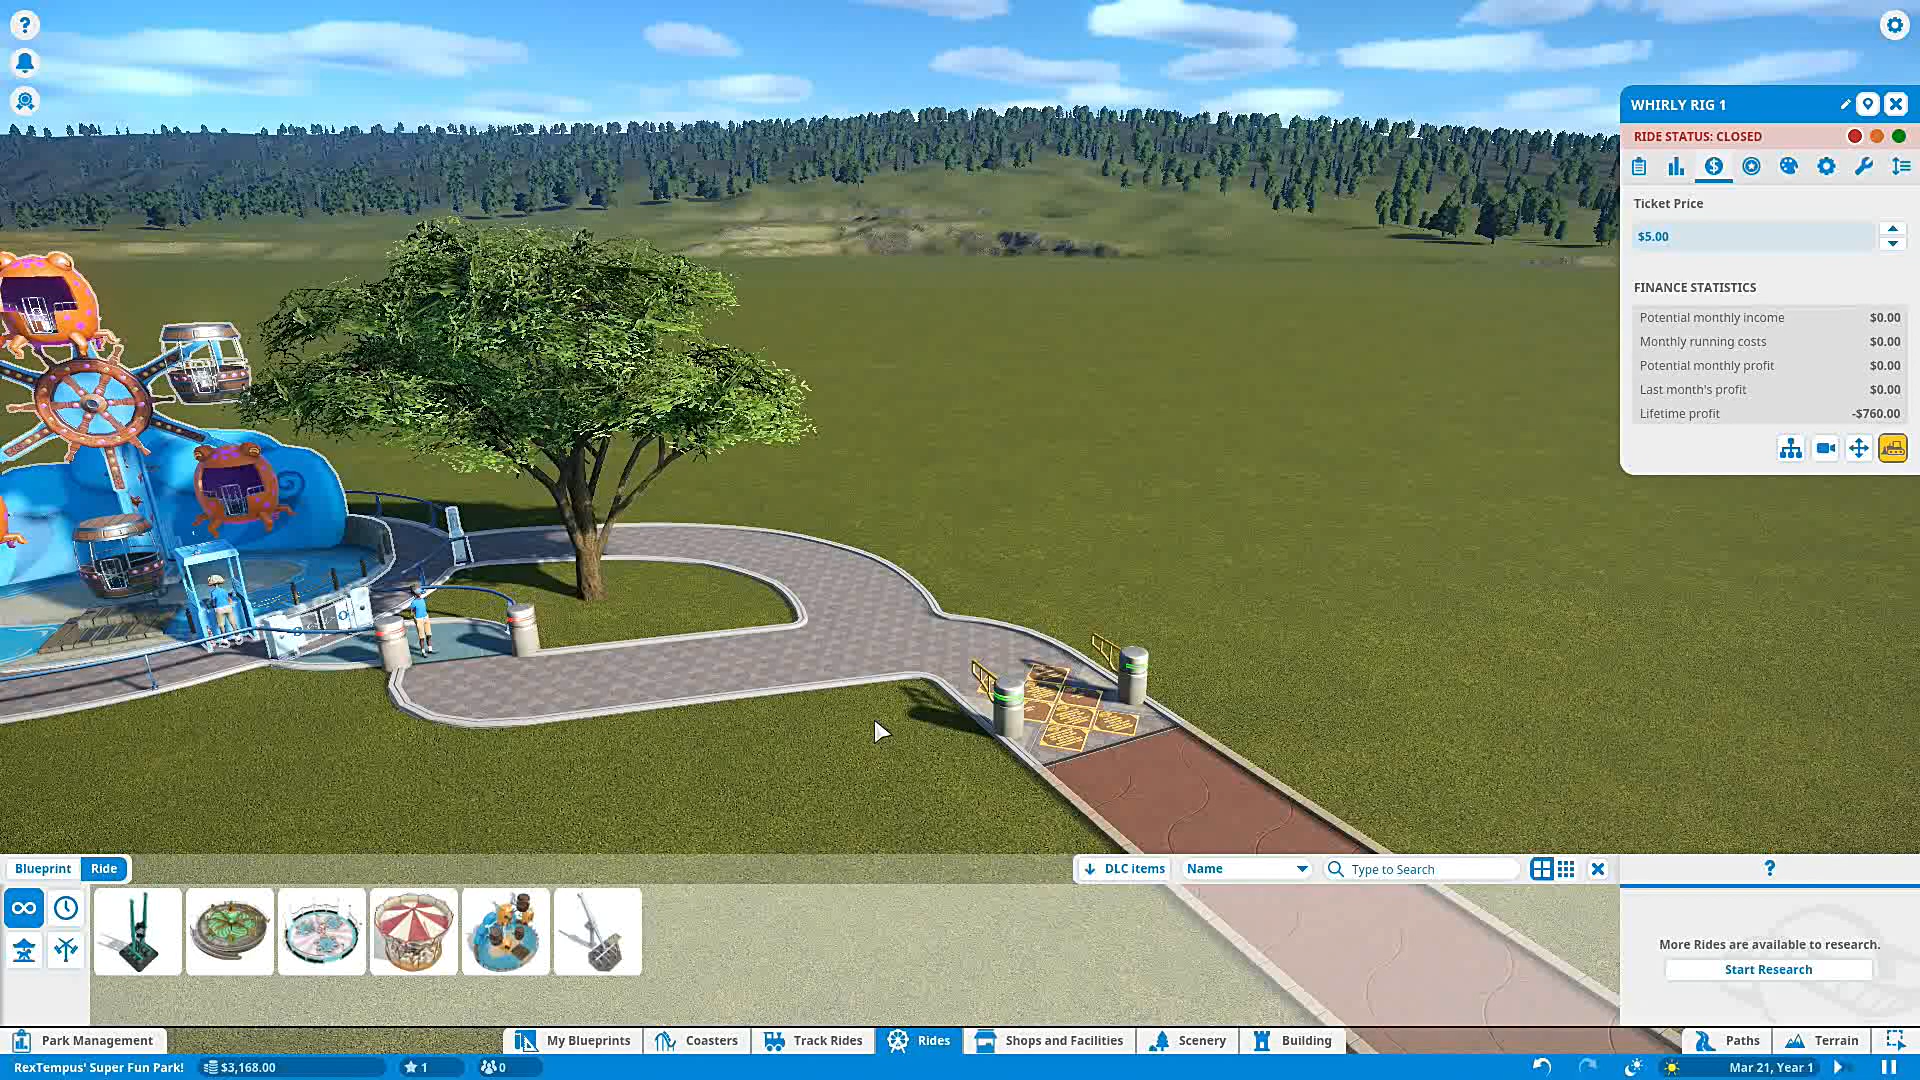 WHIRLY RIG 1
RIDE STATUS: CLOSED
Ticket Price
$5.00
FINANCE STATISTICS
Potential monthly income $0.00
Monthly running costs $0.00
Potential monthly profit $0.00
Last month's profit $0.00
Lifetime profit -$760.00
Blueprint Ride
DLC items Name Type to Search
?
More Rides are available to research.
Start Research
Park Management My Blueprints Coasters Track Rides Rides Shops and Facilities Scenery Building Paths Terrain
RexTempus' Super Fun Park! $3,168.00 1 0 Mar 21, Year 1